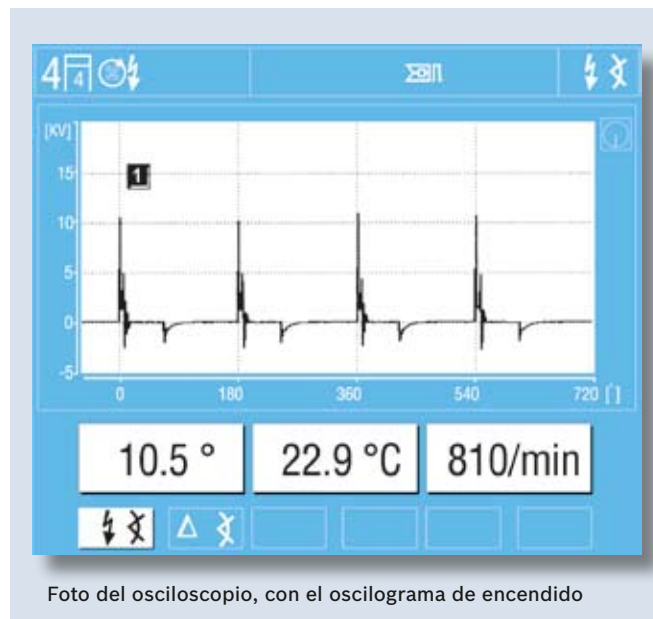 4 4
[KV]
1
15
10
5
0
-5
0 180 360 540 720 [°]
10.5 ° 22.9 °C 810/min
Foto del osciloscopio, con el oscilograma de encendido